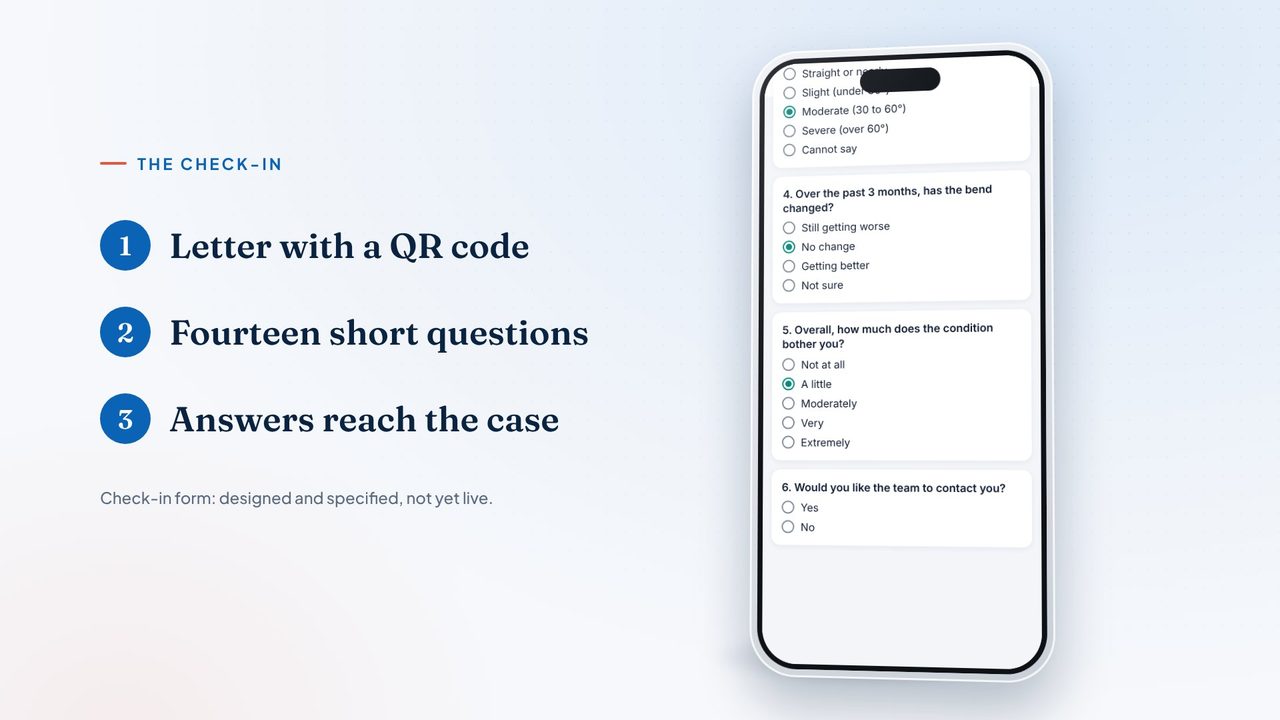 THE CHECK-IN
1 Letter with a QR code
2 Fourteen short questions
3 Answers reach the case
Check-in form: designed and specified, not yet live.
Straight or
Slight (under
Moderate (30 to 60°)
Severe (over 60°)
Cannot say
4. Over the past 3 months, has the bend
changed?
Still getting worse
No change
Getting better
Not sure
5. Overall, how much does the condition
bother you?
Not at all
A little
Moderately
Very
Extremely
6. Would you like the team to contact you?
Yes
No